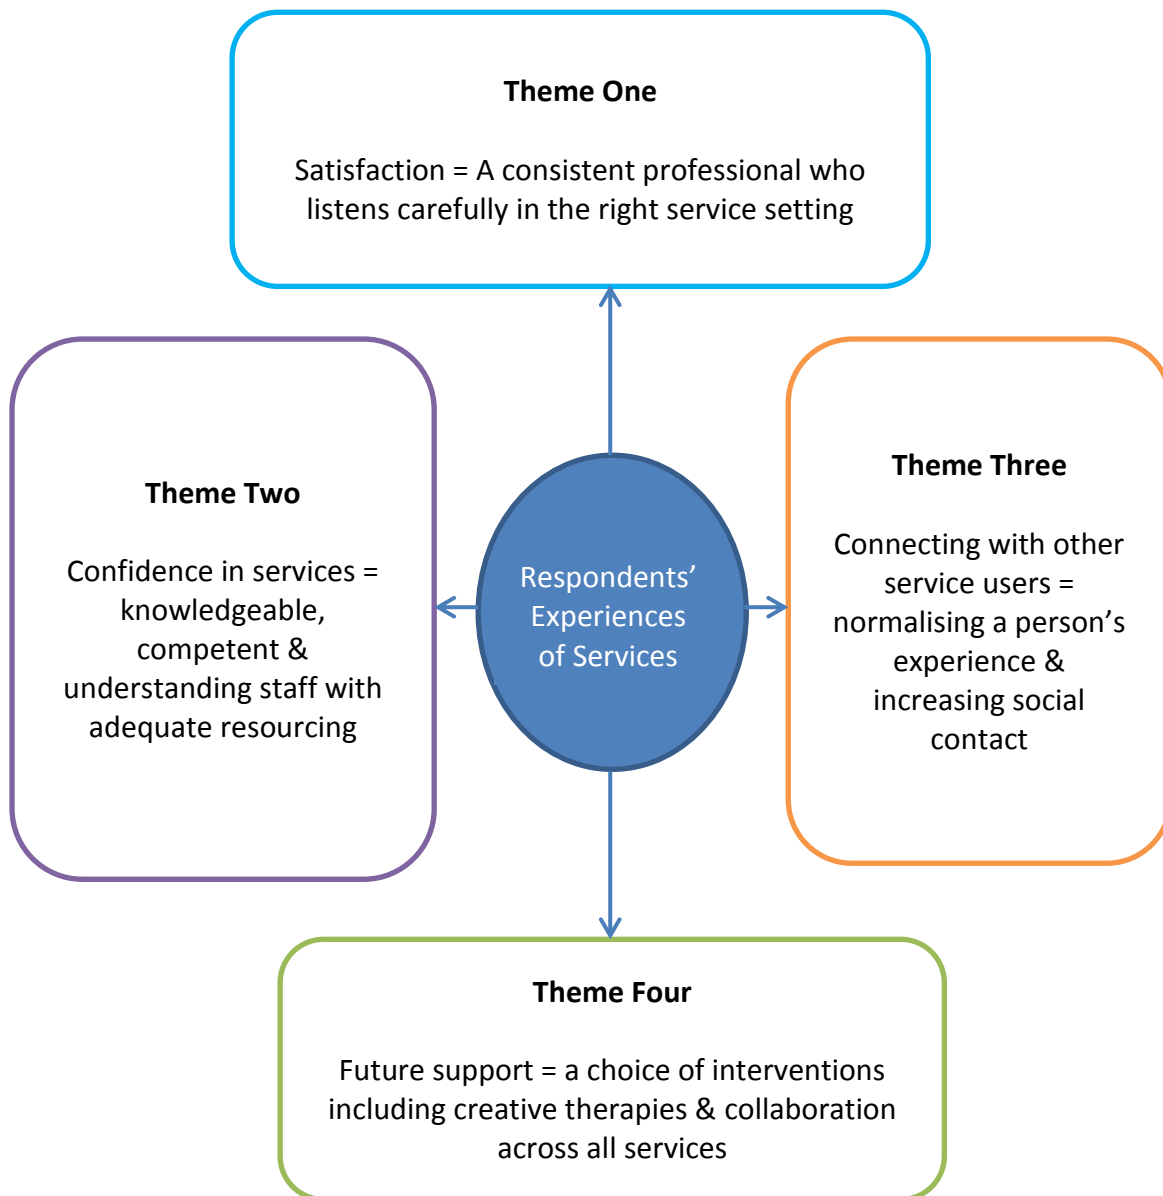 Theme One
Satisfaction = A consistent professional who
listens carefully in the right service setting
Theme Two
Confidence in services =
knowledgeable,
competent &
understanding staff with
adequate resourcing
Respondents’
Experiences
of Services
Theme Three
Connecting with other
service users =
normalising a person’s
experience &
increasing social
contact
Theme Four
Future support = a choice of interventions
including creative therapies & collaboration
across all services